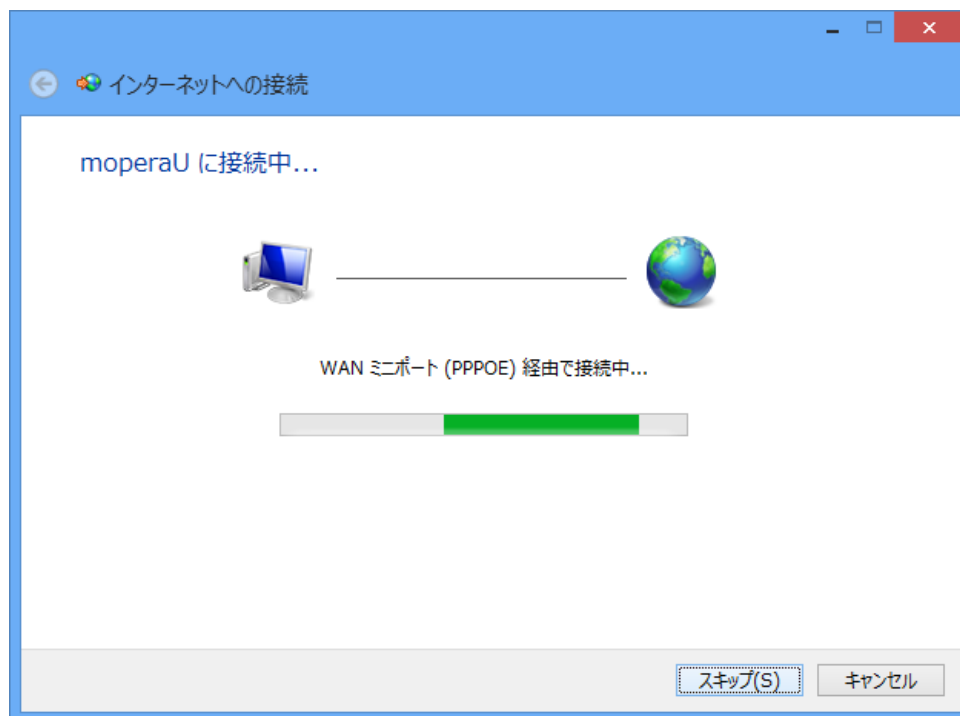 インターネットへの接続
moperaU に接続中...
WAN ミニポート (PPPOE) 経由で接続中...
スキップ(S)
キャンセル